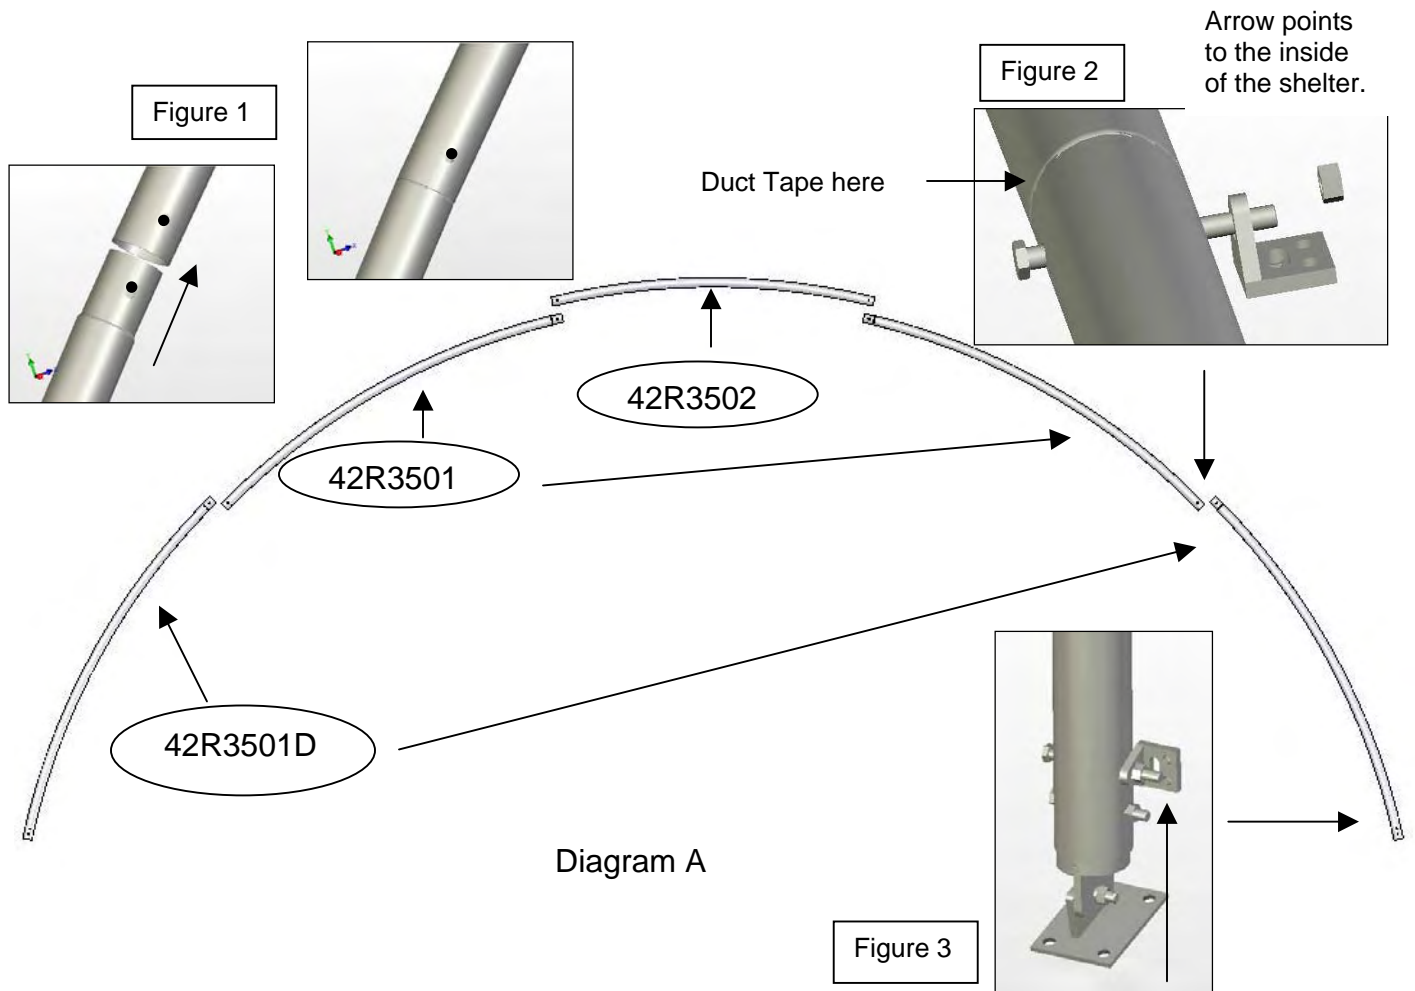 Arrow points
to the inside
of the shelter.
Figure 2
Figure 1
Duct Tape here
42R3502
42R3501
42R3501D
Diagram A
Figure 3